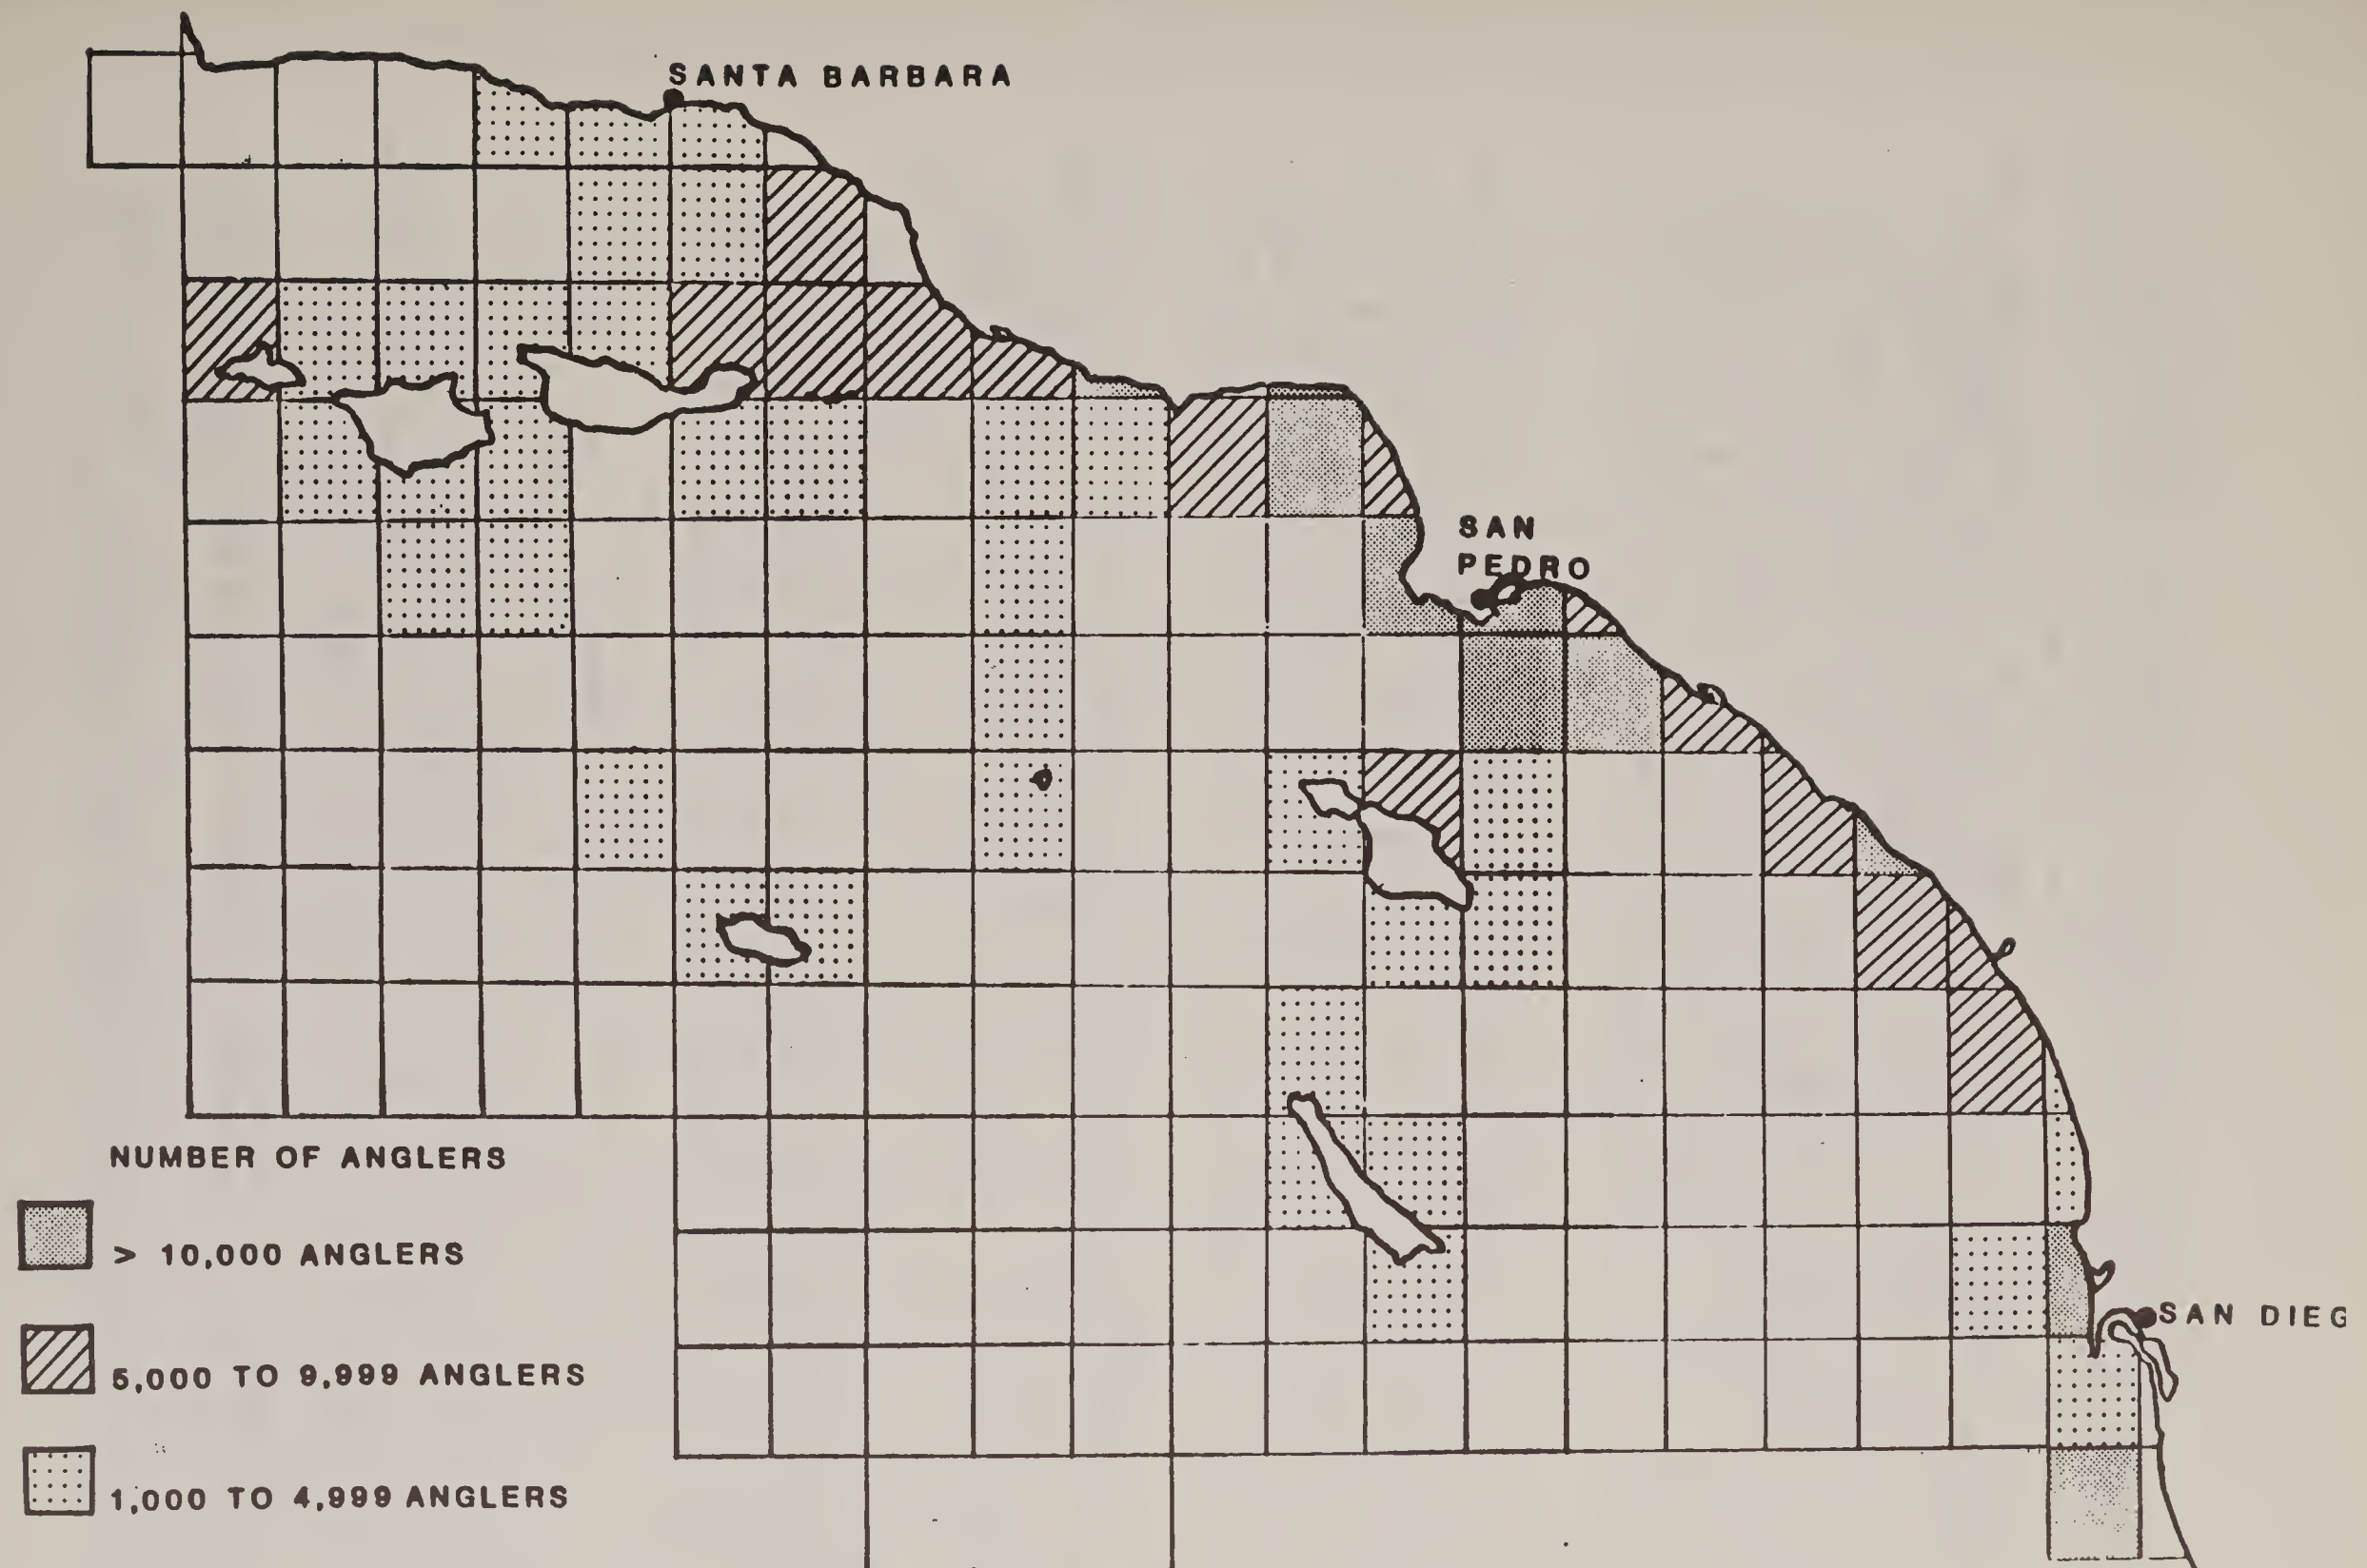 SANTA BARBARA
SAN
PEDRO
SAN DIEG
NUMBER OF ANGLERS
> 10,000 ANGLERS
5,000 TO 9,999 ANGLERS
1,000 TO 4,999 ANGLERS